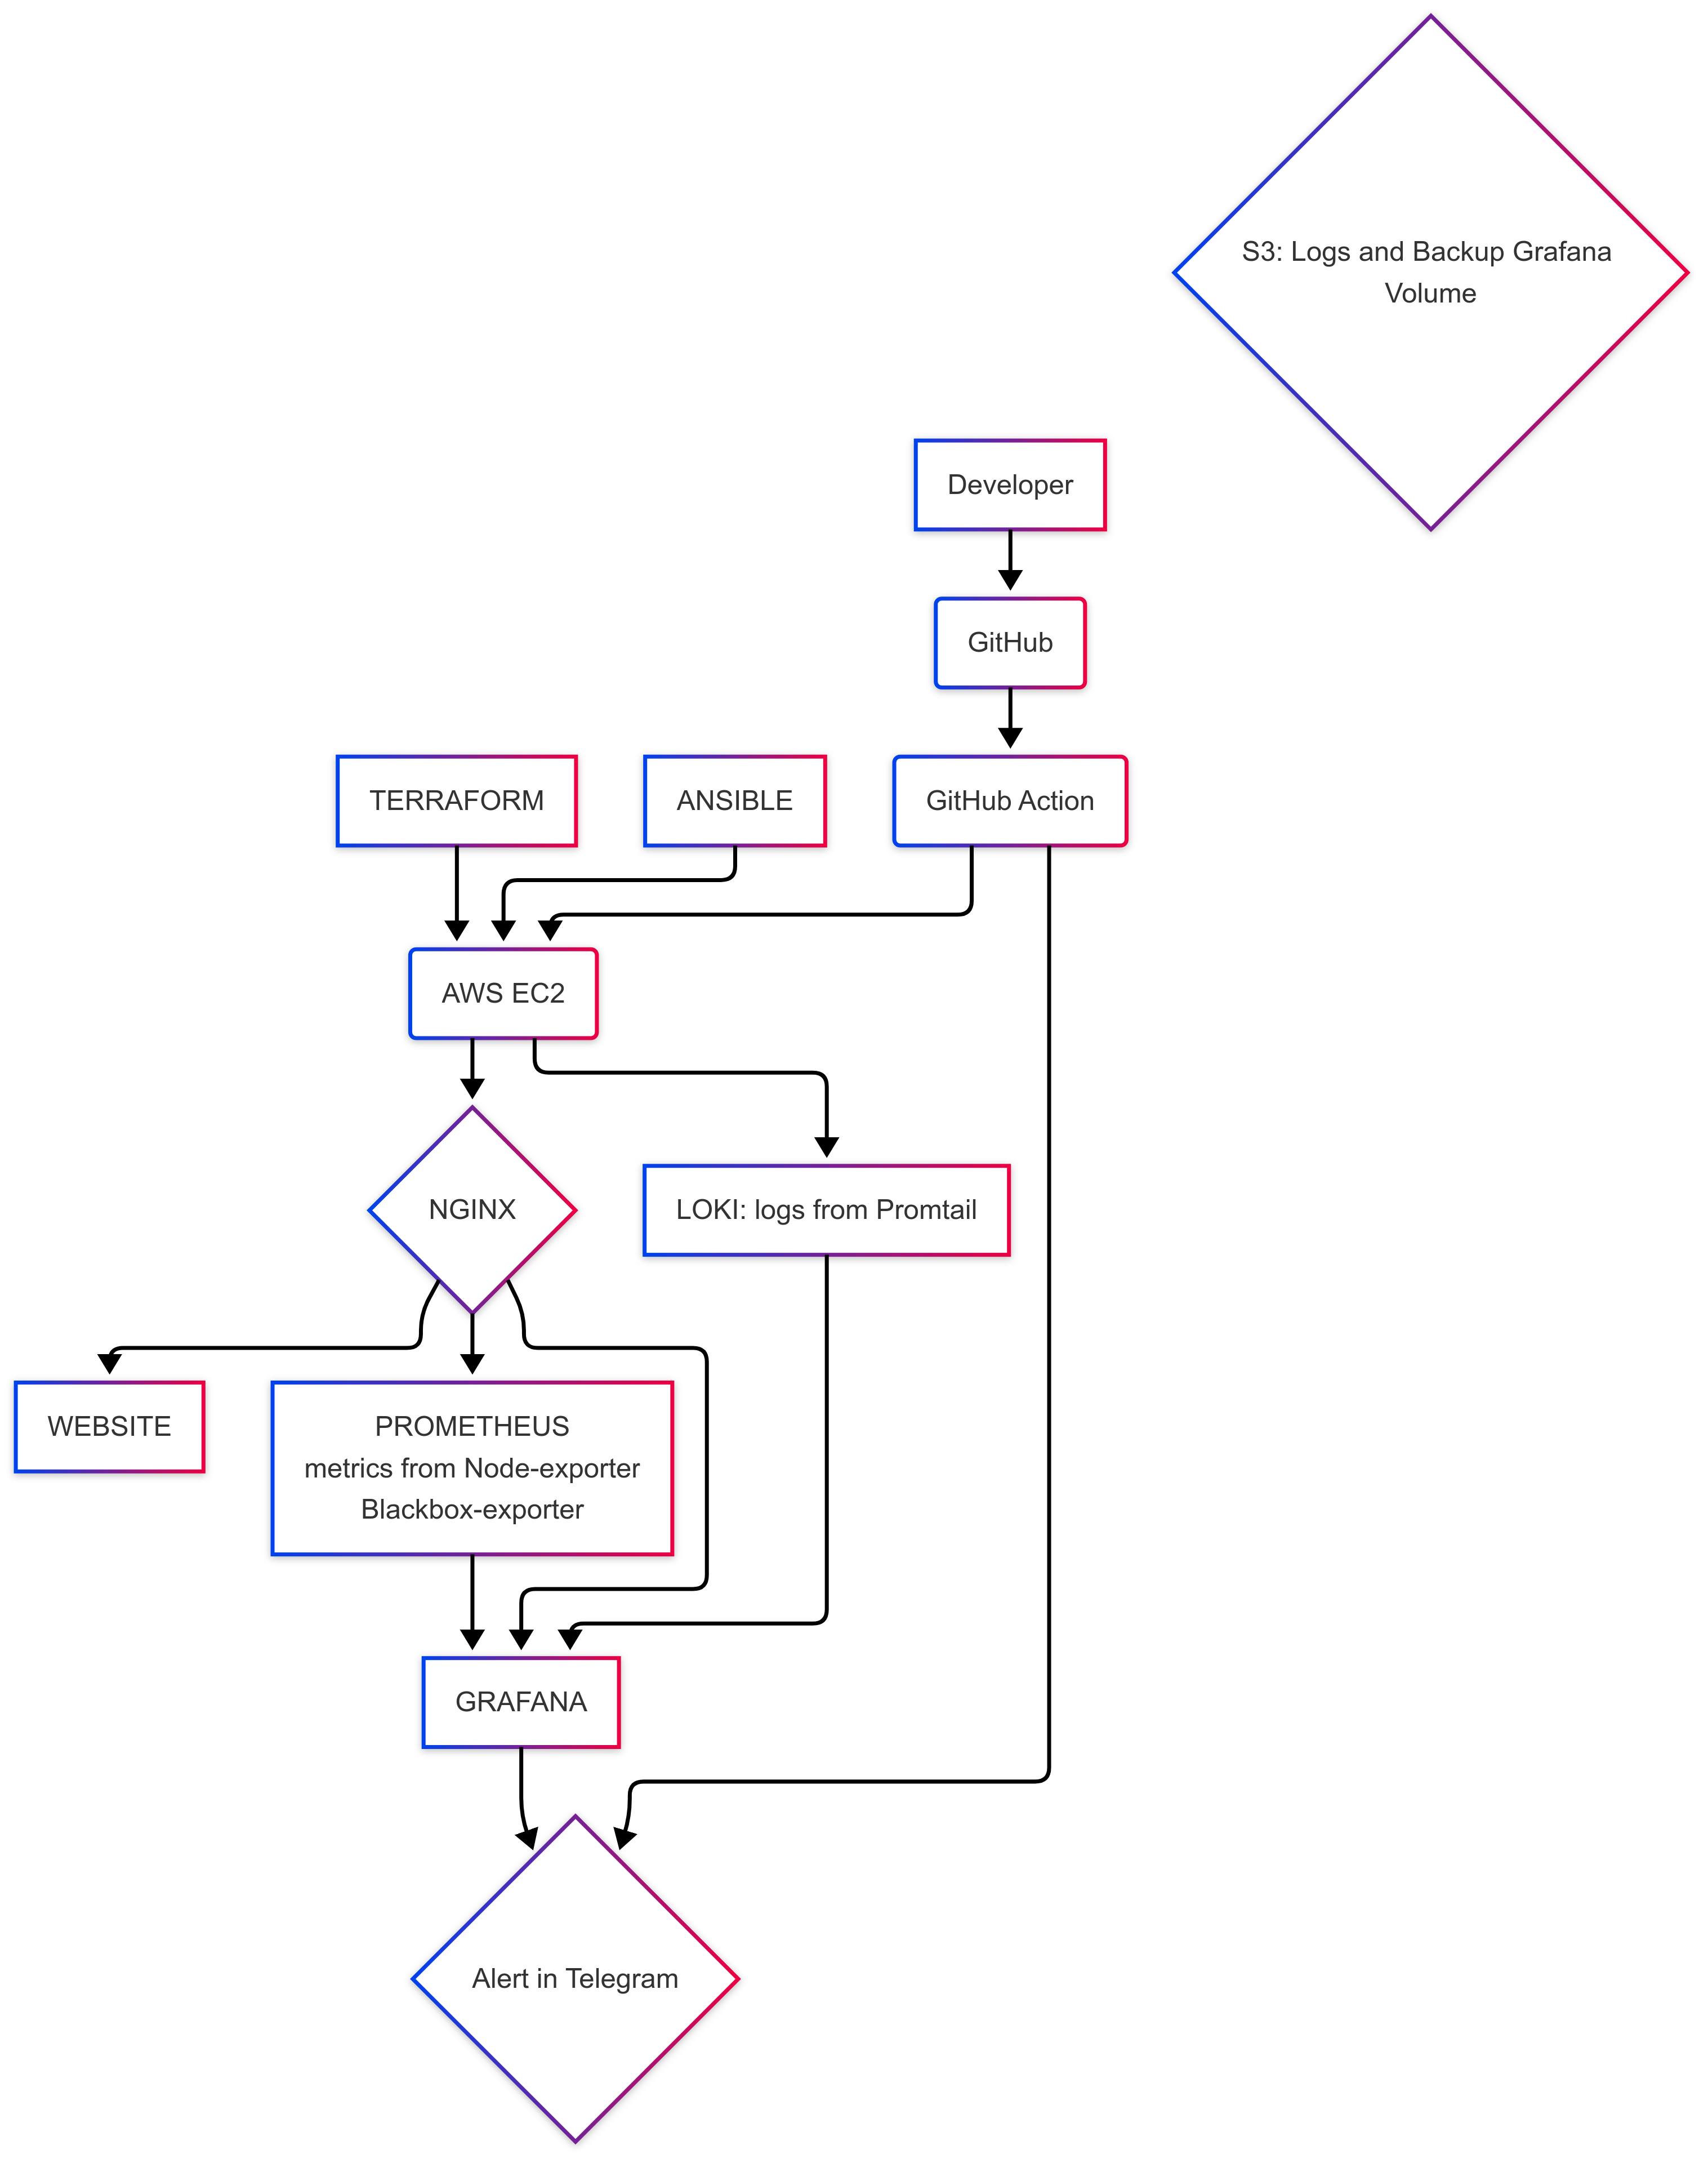 S3: Logs and Backup Grafana
Volume
Developer
GitHub
TERRAFORM
ANSIBLE
GitHub Action
AWS EC2
NGINX
LOKI: logs from Promtail
WEBSITE
PROMETHEUS
metrics from Node-exporter
Blackbox-exporter
GRAFANA
Alert in Telegram